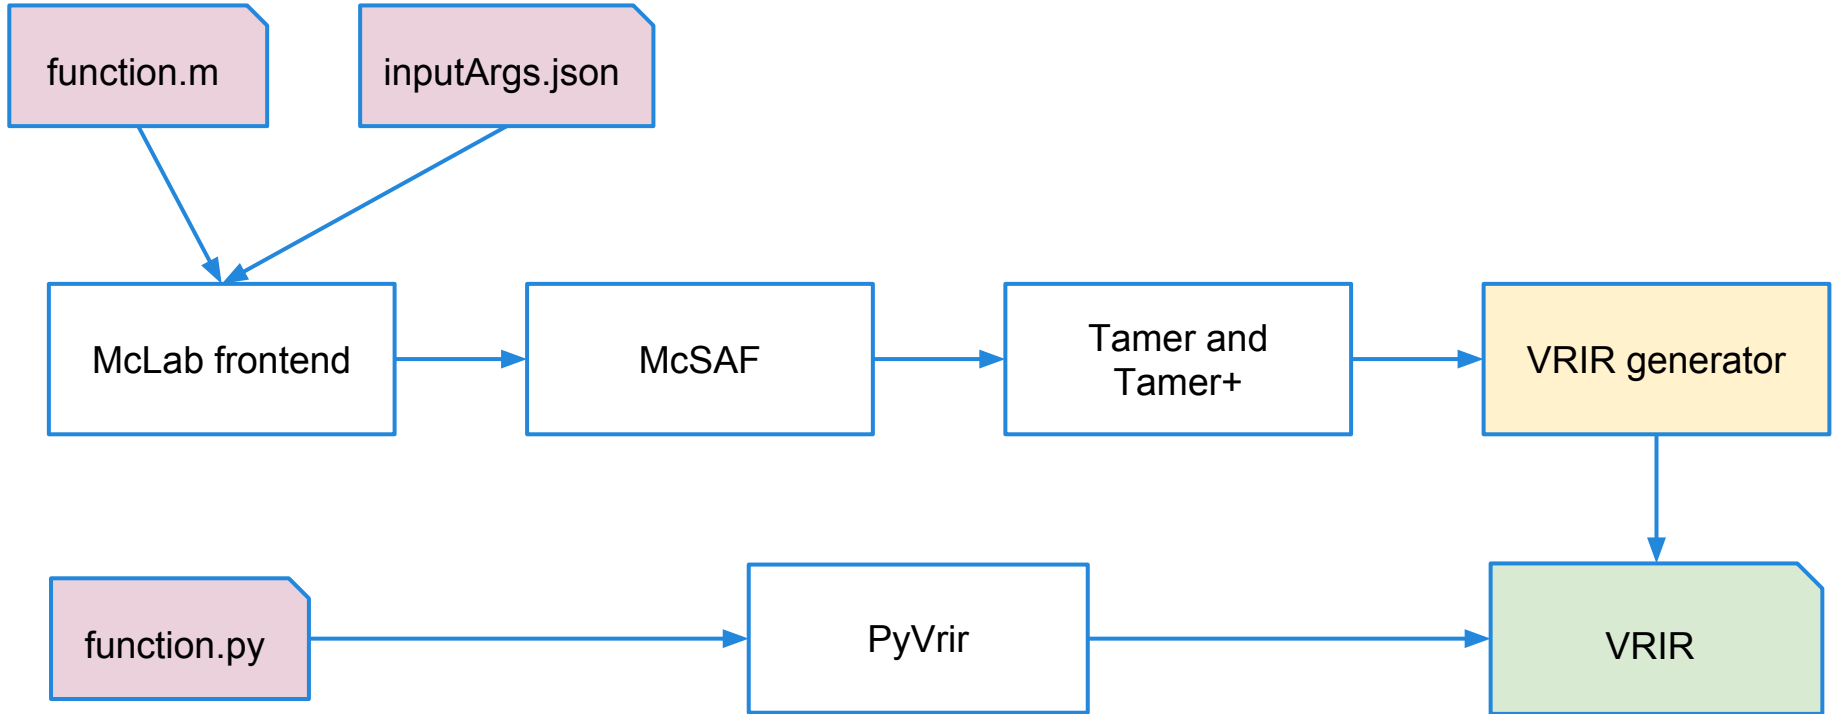 function.m
inputArgs.json
McLab frontend
McSAF
Tamer and
Tamer+
VRIR generator
function.py
PyVrir
VRIR